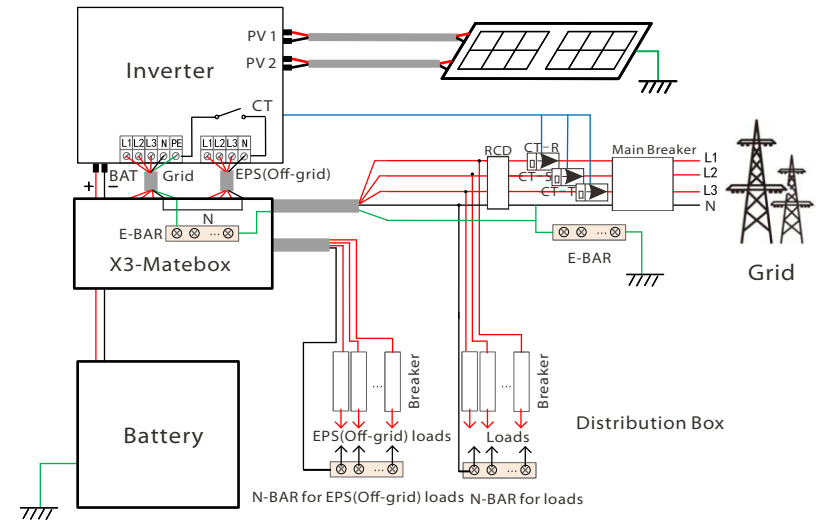 PV 1
Inverter
PV 2
CT
L1 L2 L3 N PE
L1 L2 L3 N
BAT
Grid
EPS(Off-grid)
+
−
RCD
CT-R
CT-S
CT-T
Main Breaker
L1
L2
L3
N
N
E-BAR
...
X3-Matebox
...
E-BAR
Grid
...
Breaker
...
Breaker
Battery
EPS(Off-grid) loads
Loads
Distribution Box
...
...
N-BAR for EPS(Off-grid) loads
N-BAR for loads